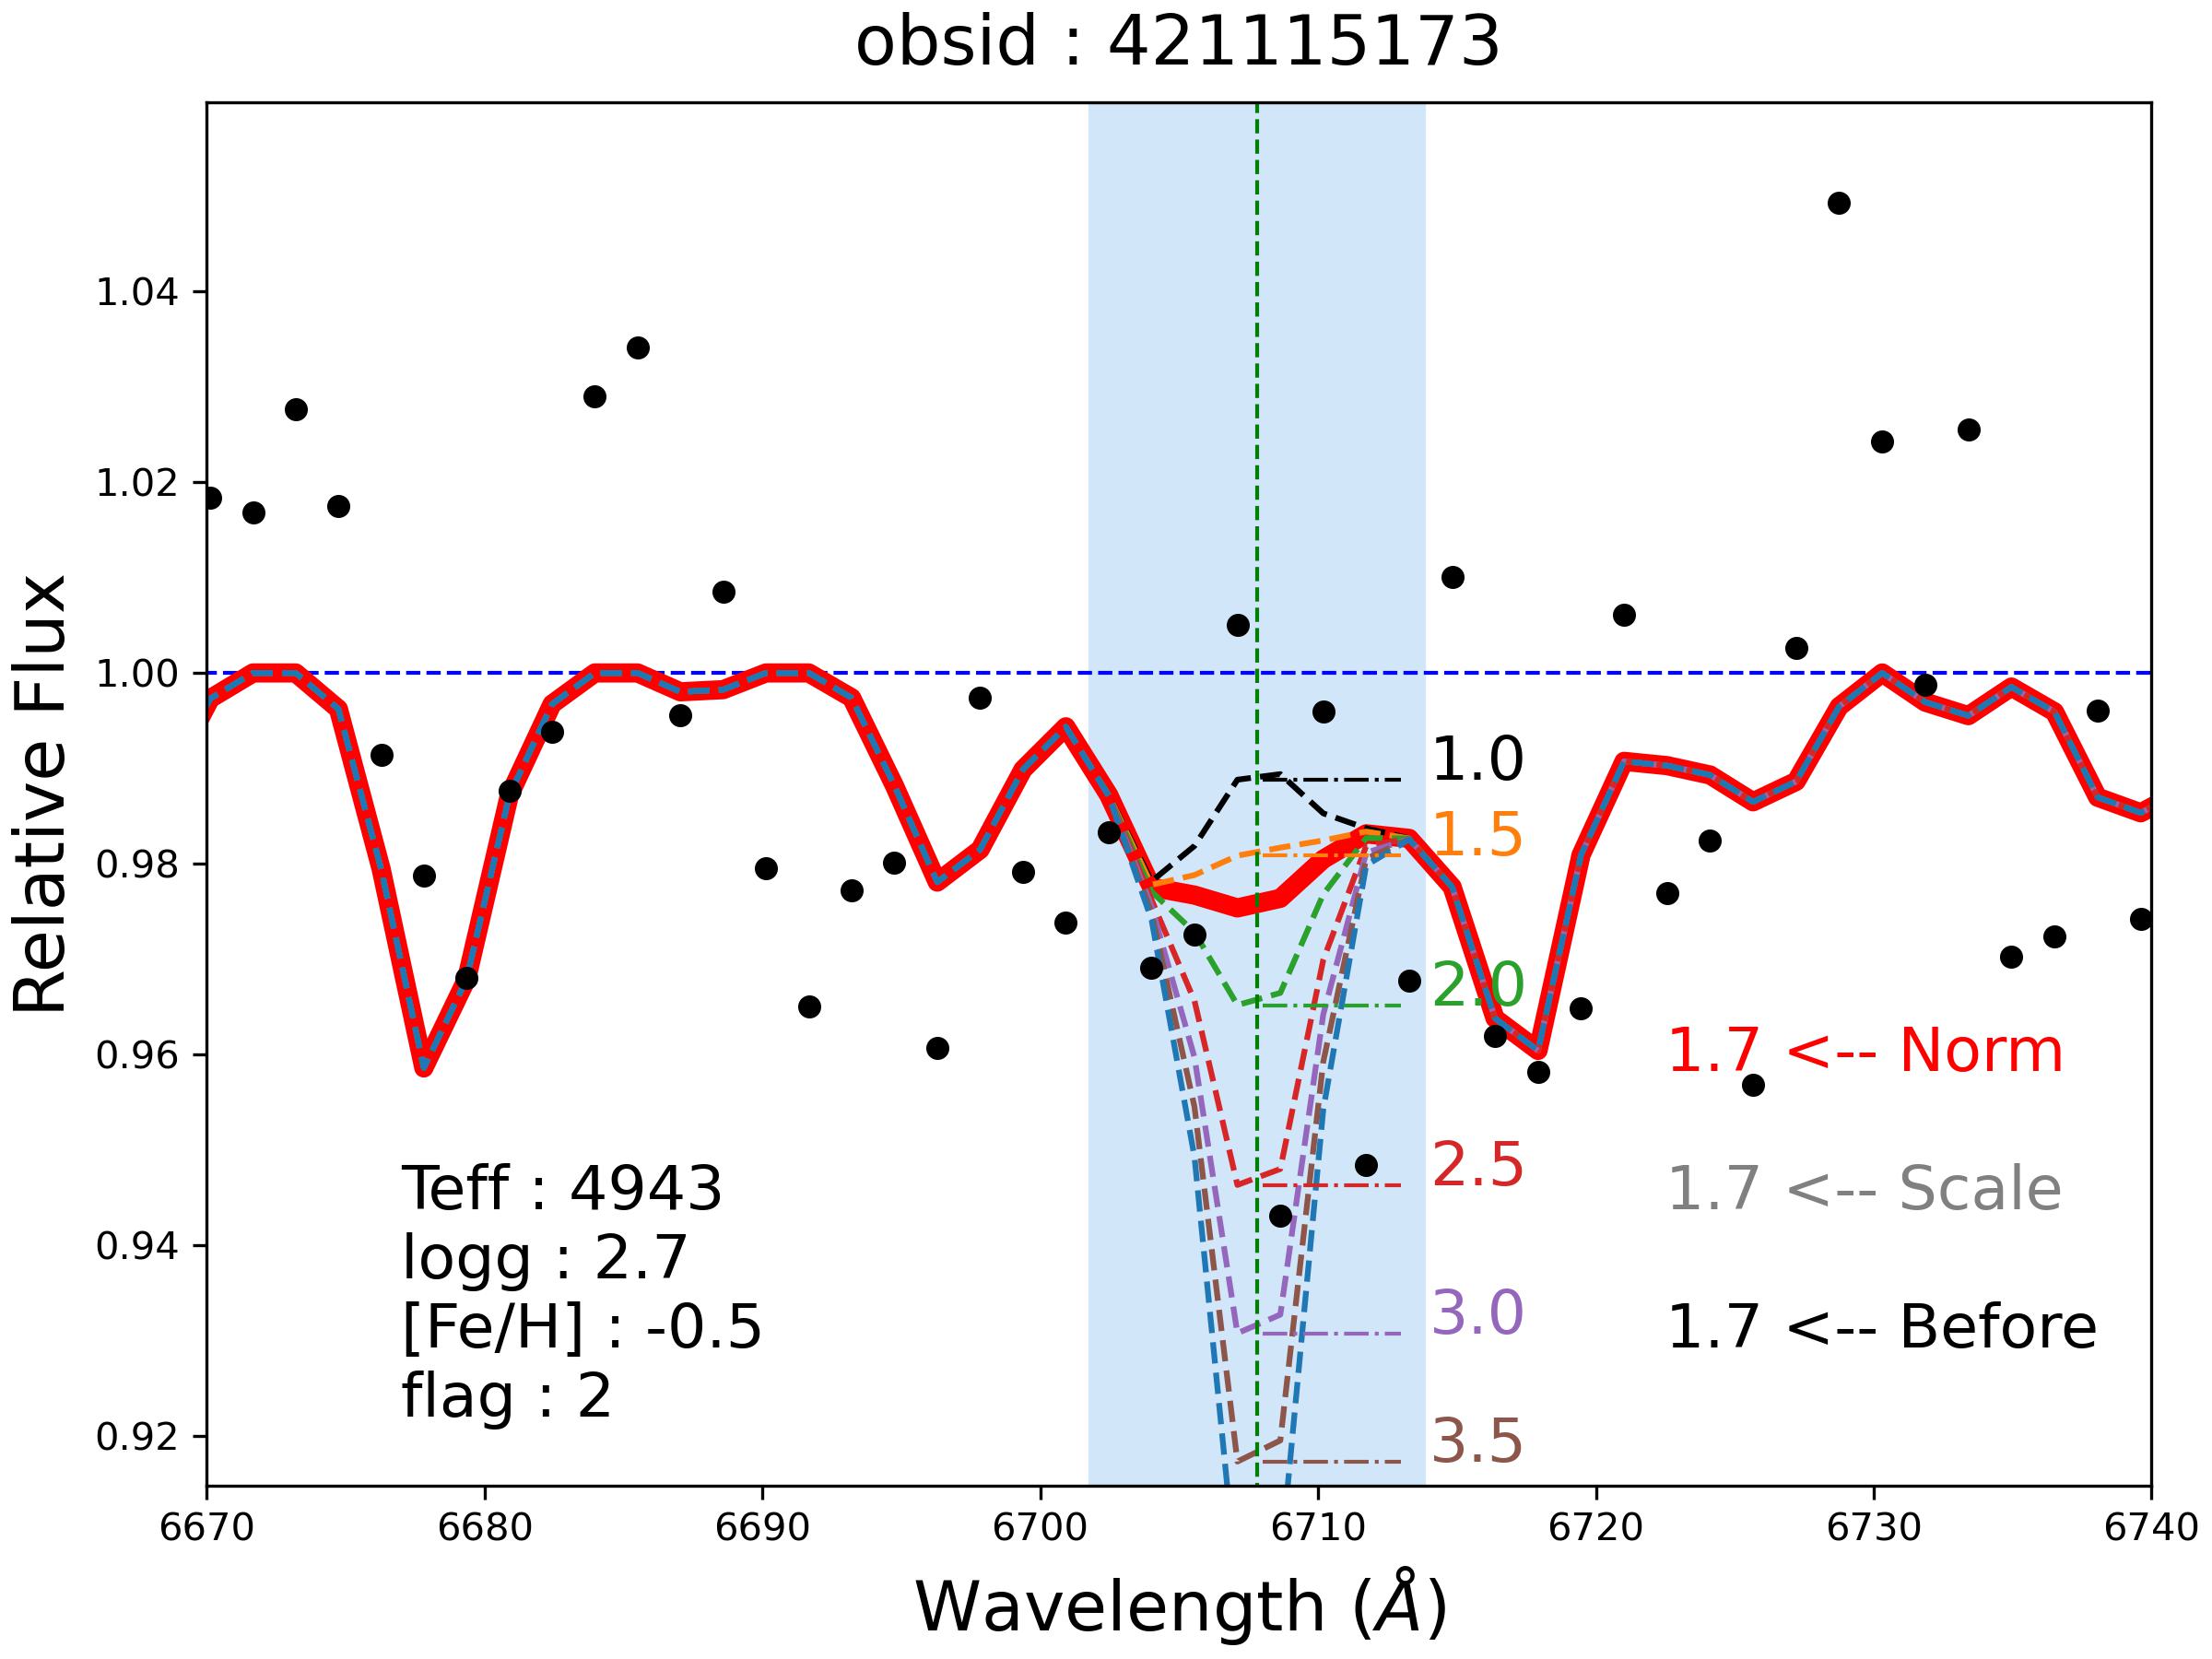 obsid : 421115173
Relative Flux
1.04
1.02
1.00
0.98
0.96
0.94
0.92
1.0
1.5
2.0
2.5
3.0
3.5
1.7 <-- Norm
1.7 <-- Scale
1.7 <-- Before
Teff : 4943
logg : 2.7
[Fe/H] : -0.5
flag : 2
6670 6680 6690 6700 6710 6720 6730 6740
Wavelength (Å)